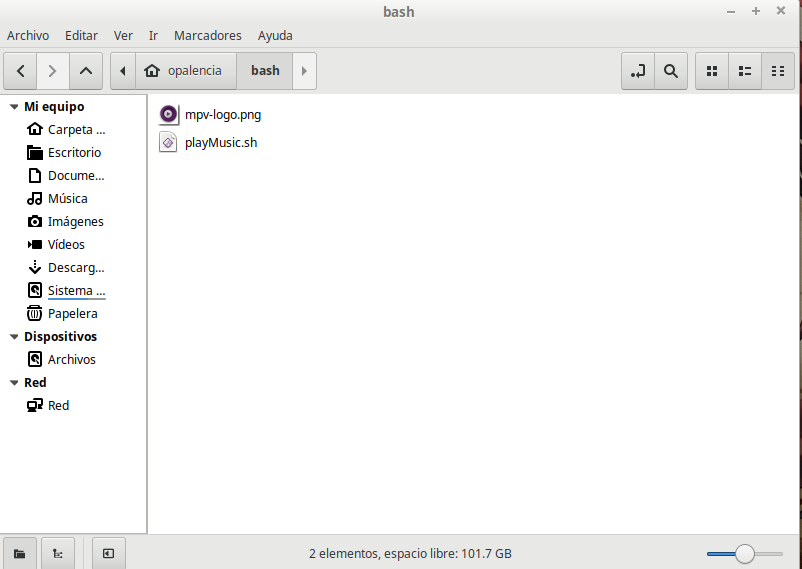 bash
Archivo Editar Ver Ir Marcadores Ayuda
opalencia bash
Mi equipo
Carpeta ...
Escritorio
Docume...
Música
Imágenes
Vídeos
Descarg...
Sistema ...
Papelera
Dispositivos
Archivos
Red
Red
mpv-logo.png
playMusic.sh
2 elementos, espacio libre: 101.7 GB